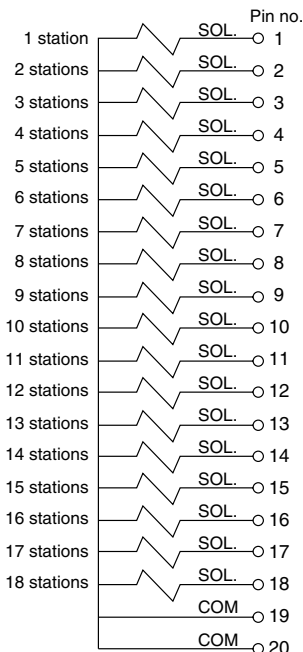 Pin no.
1 station SOL. 1
2 stations SOL. 2
3 stations SOL. 3
4 stations SOL. 4
5 stations SOL. 5
6 stations SOL. 6
7 stations SOL. 7
8 stations SOL. 8
9 stations SOL. 9
10 stations SOL. 10
11 stations SOL. 11
12 stations SOL. 12
13 stations SOL. 13
14 stations SOL. 14
15 stations SOL. 15
16 stations SOL. 16
17 stations SOL. 17
18 stations SOL. 18
COM 19
COM 20